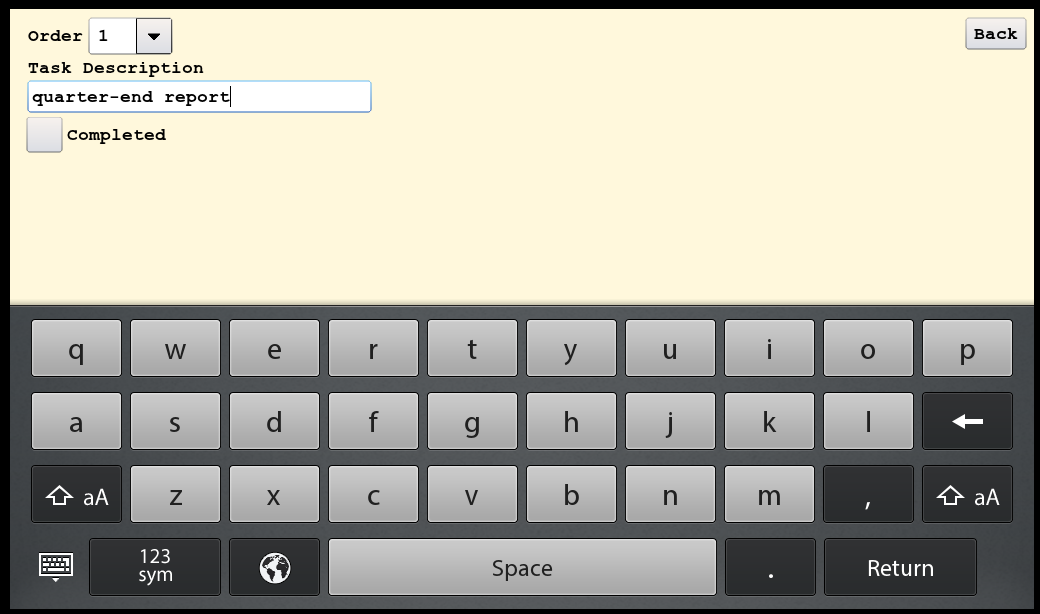 Order 1 Back
Task Description
quarter-end report
Completed
q w e r t y u i o p
a s d f g h j k l
aA z x c v b n m , aA
123
sym
Space . Return